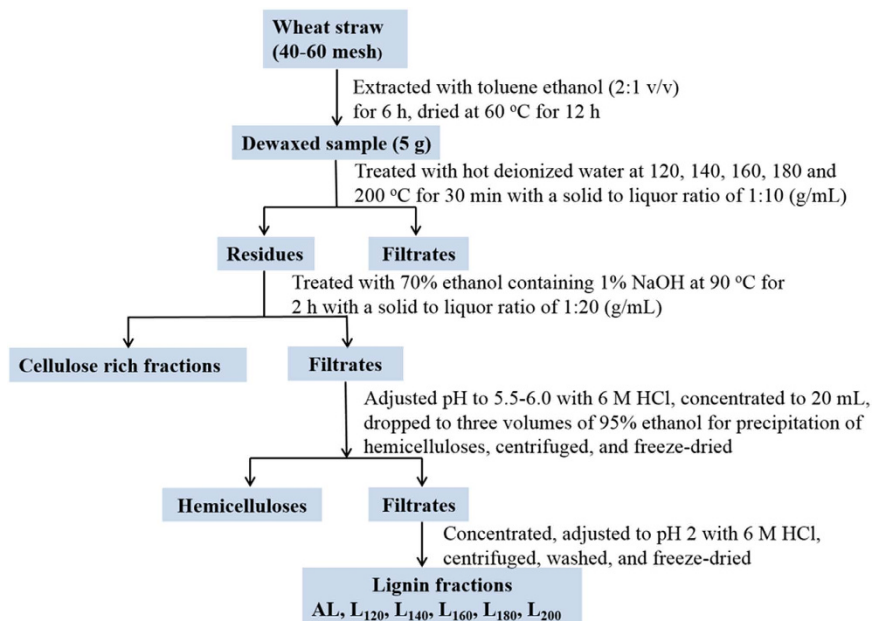 Wheat straw
(40-60 mesh)
Extracted with toluene ethanol (2:1 v/v)
for 6 h, dried at 60 °C for 12 h
Dewaxed sample (5 g)
Treated with hot deionized water at 120, 140, 160, 180 and
200 °C for 30 min with a solid to liquor ratio of 1:10 (g/mL)
Residues
Filtrates
Treated with 70% ethanol containing 1% NaOH at 90 °C for
2 h with a solid to liquor ratio of 1:20 (g/mL)
Cellulose rich fractions
Filtrates
Adjusted pH to 5.5-6.0 with 6 M HCl, concentrated to 20 mL,
dropped to three volumes of 95% ethanol for precipitation of
hemicelluloses, centrifuged, and freeze-dried
Hemicelluloses
Filtrates
Concentrated, adjusted to pH 2 with 6 M HCl,
centrifuged, washed, and freeze-dried
Lignin fractions
AL, L₁₂₀, L₁₄₀, L₁₆₀, L₁₈₀, L₂₀₀